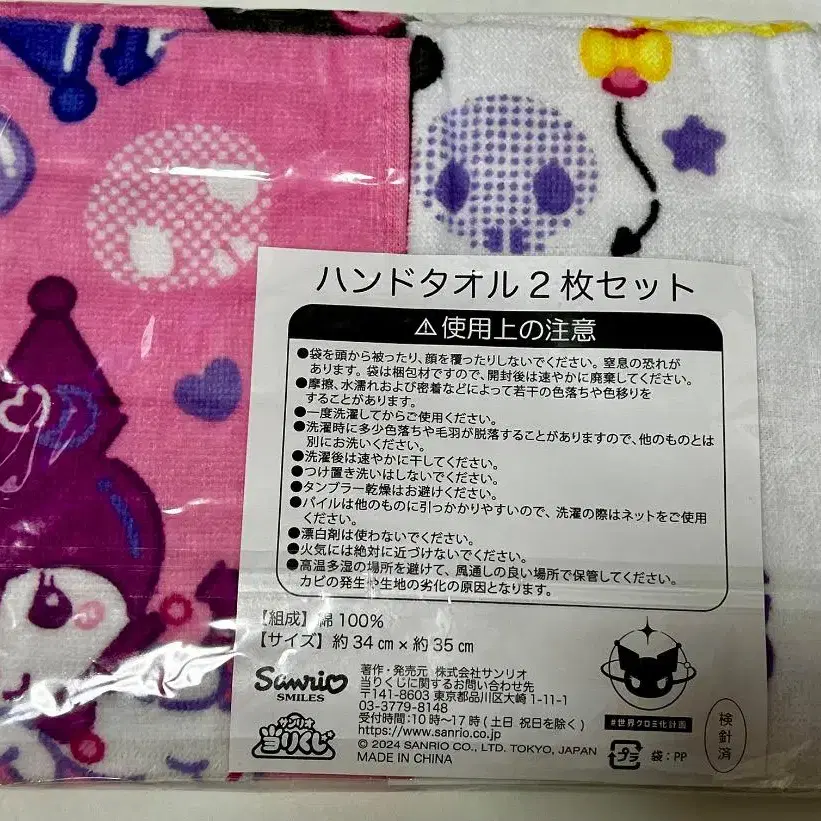 ハンドタオル2枚セット
⚠使用上の注意
●袋を頭から被ったり、顔を覆ったりしないでください。窒息の恐れが
あります。袋は梱包材ですので、開封後は速やかに廃棄してください。
●摩擦、水濡れおよび密着などによって若干の色落ちや色移りを
することがあります。
●一度洗濯してからご使用ください。
●洗濯時に多少色落ちや毛羽が脱落することがありますので、他のものとは
別にお洗いください。
●洗濯後は速やかに干してください。
●つけ置き洗いはしないでください。
●タンブラー乾燥はお避けください。
●パイルは他のものに引っかかりやすいので、洗濯の際はネットをご使用
ください。
●漂白剤は使わないでください。
●火気には絶対に近づけないでください。
●高温多湿の場所を避けて、風通しの良い場所で保管してください。
カビの発生や生地の劣化の原因となります。
【組成】綿100%
【サイズ】約34cm×約35cm
Sanrio
SMILES
サンリオ
当りくじ
著作・発売元 株式会社サンリオ
当りくじに関するお問い合わせ先
〒141-8603 東京都品川区大崎1-11-1
03-3779-8148
受付時間:10時〜17時(土日 祝日を除く)
https://www.sanrio.co.jp
© 2024 SANRIO CO., LTD. TOKYO, JAPAN
MADE IN CHINA
#世界クロミ化計画
プラ 袋:PP
検針済